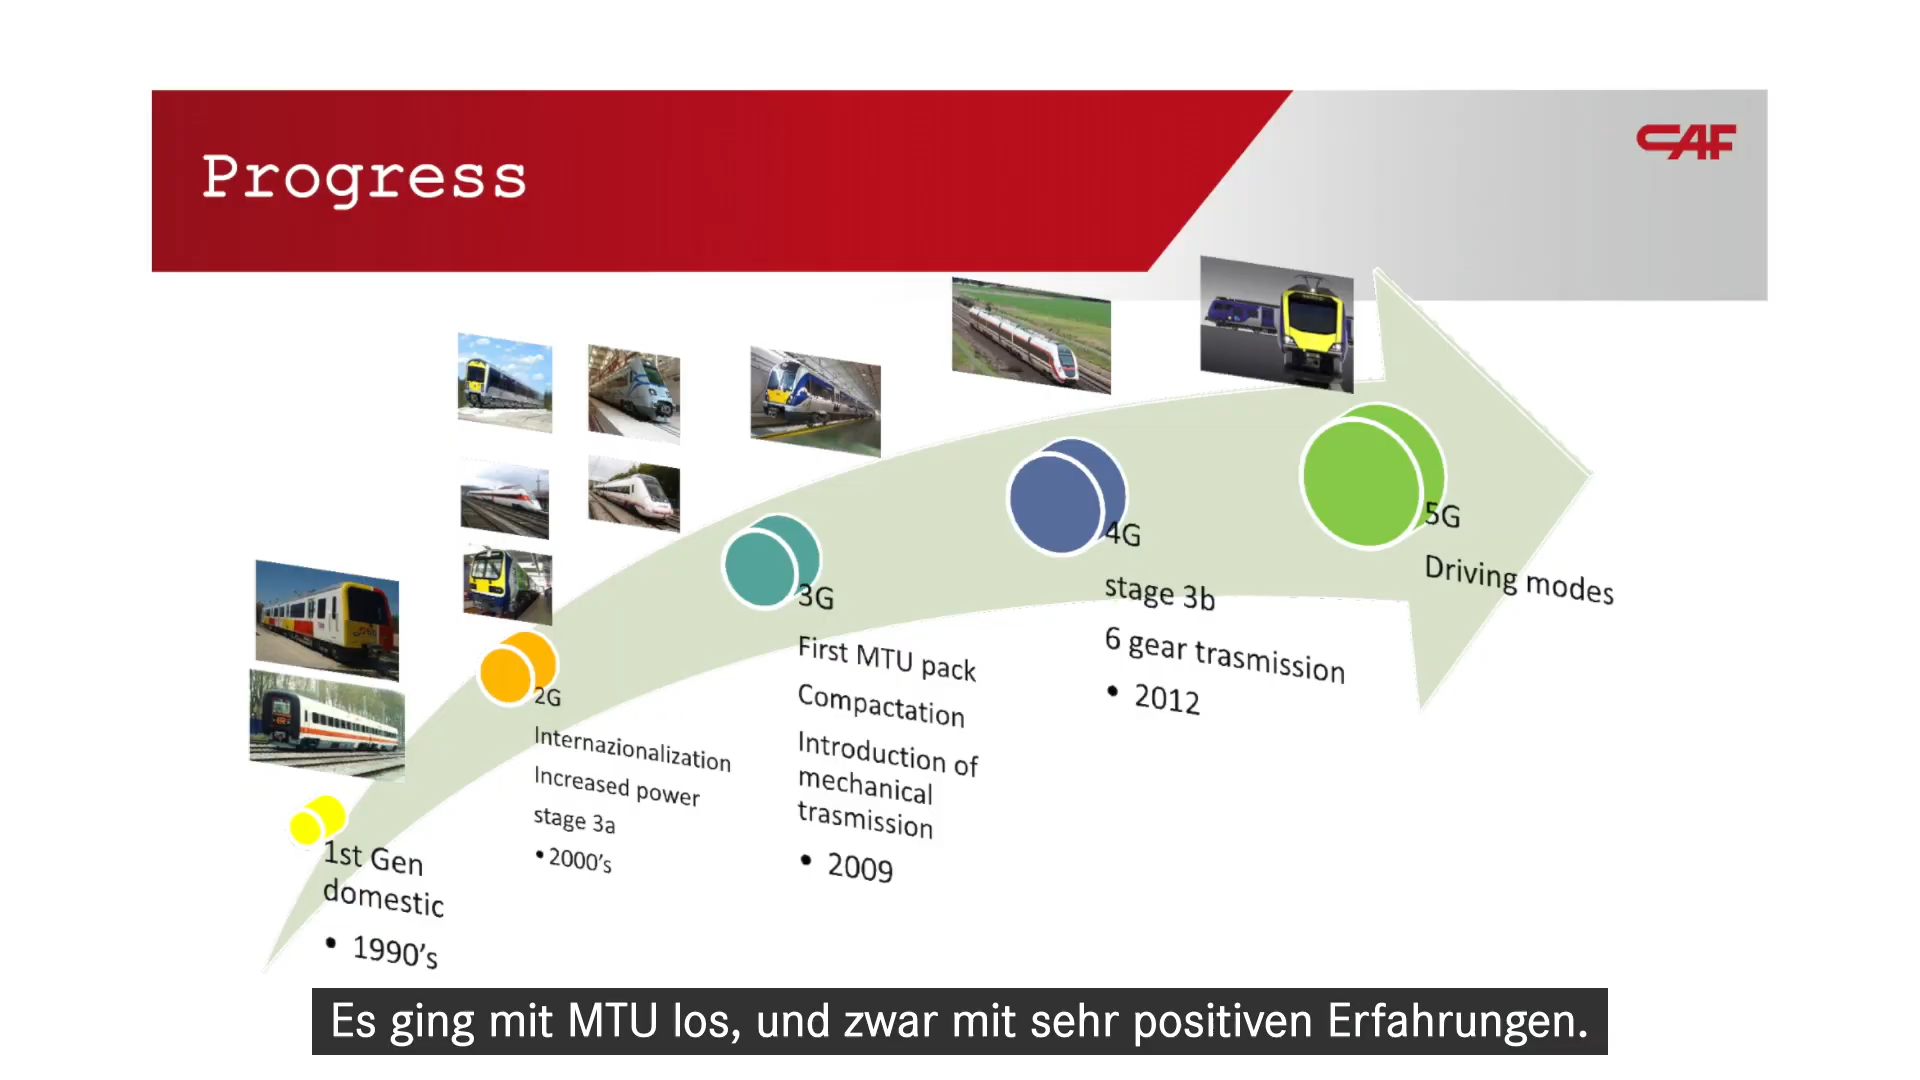 Progress
CAF
1st Gen
domestic
• 1990's
2G
Internazionalization
Increased power
stage 3a
• 2000's
3G
First MTU pack
Compactation
Introduction of
mechanical
trasmission
• 2009
4G
stage 3b
6 gear trasmission
• 2012
5G
Driving modes
Es ging mit MTU los, und zwar mit sehr positiven Erfahrungen.